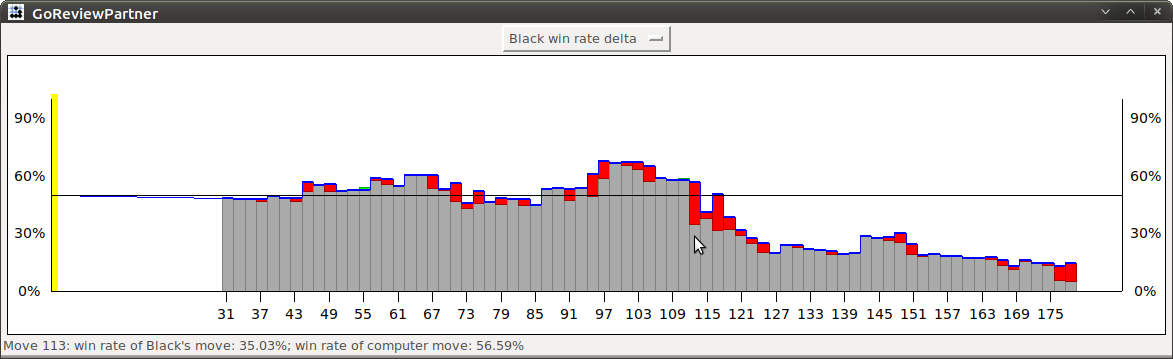 GoReviewPartner
Black win rate delta
90% 90%
60% 60%
30% 30%
0% 0%
31 37 43 49 55 61 67 73 79 85 91 97 103 109 115 121 127 133 139 145 151 157 163 169 175
Move 113: win rate of Black's move: 35.03%; win rate of computer move: 56.59%